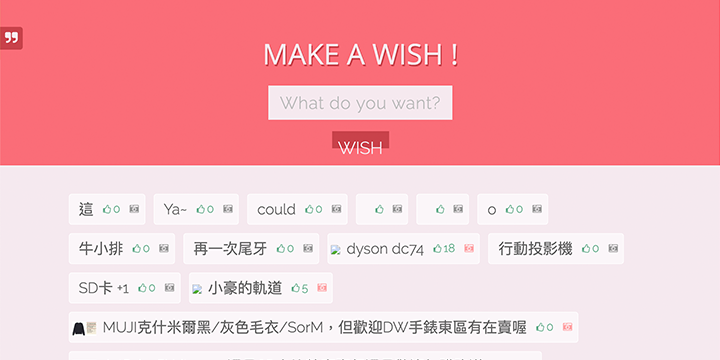 MAKE A WISH !
What do you want?
WISH
這 0 Ya~ 0 could 0 o 0
牛小排 0 再一次尾牙 0 dyson dc74 18 行動投影機 0
SD卡 +1 0 小豪的軌道 5
MUJI克什米爾黑/灰色毛衣/SorM，但歡迎DW手錶東區有在賣喔 0